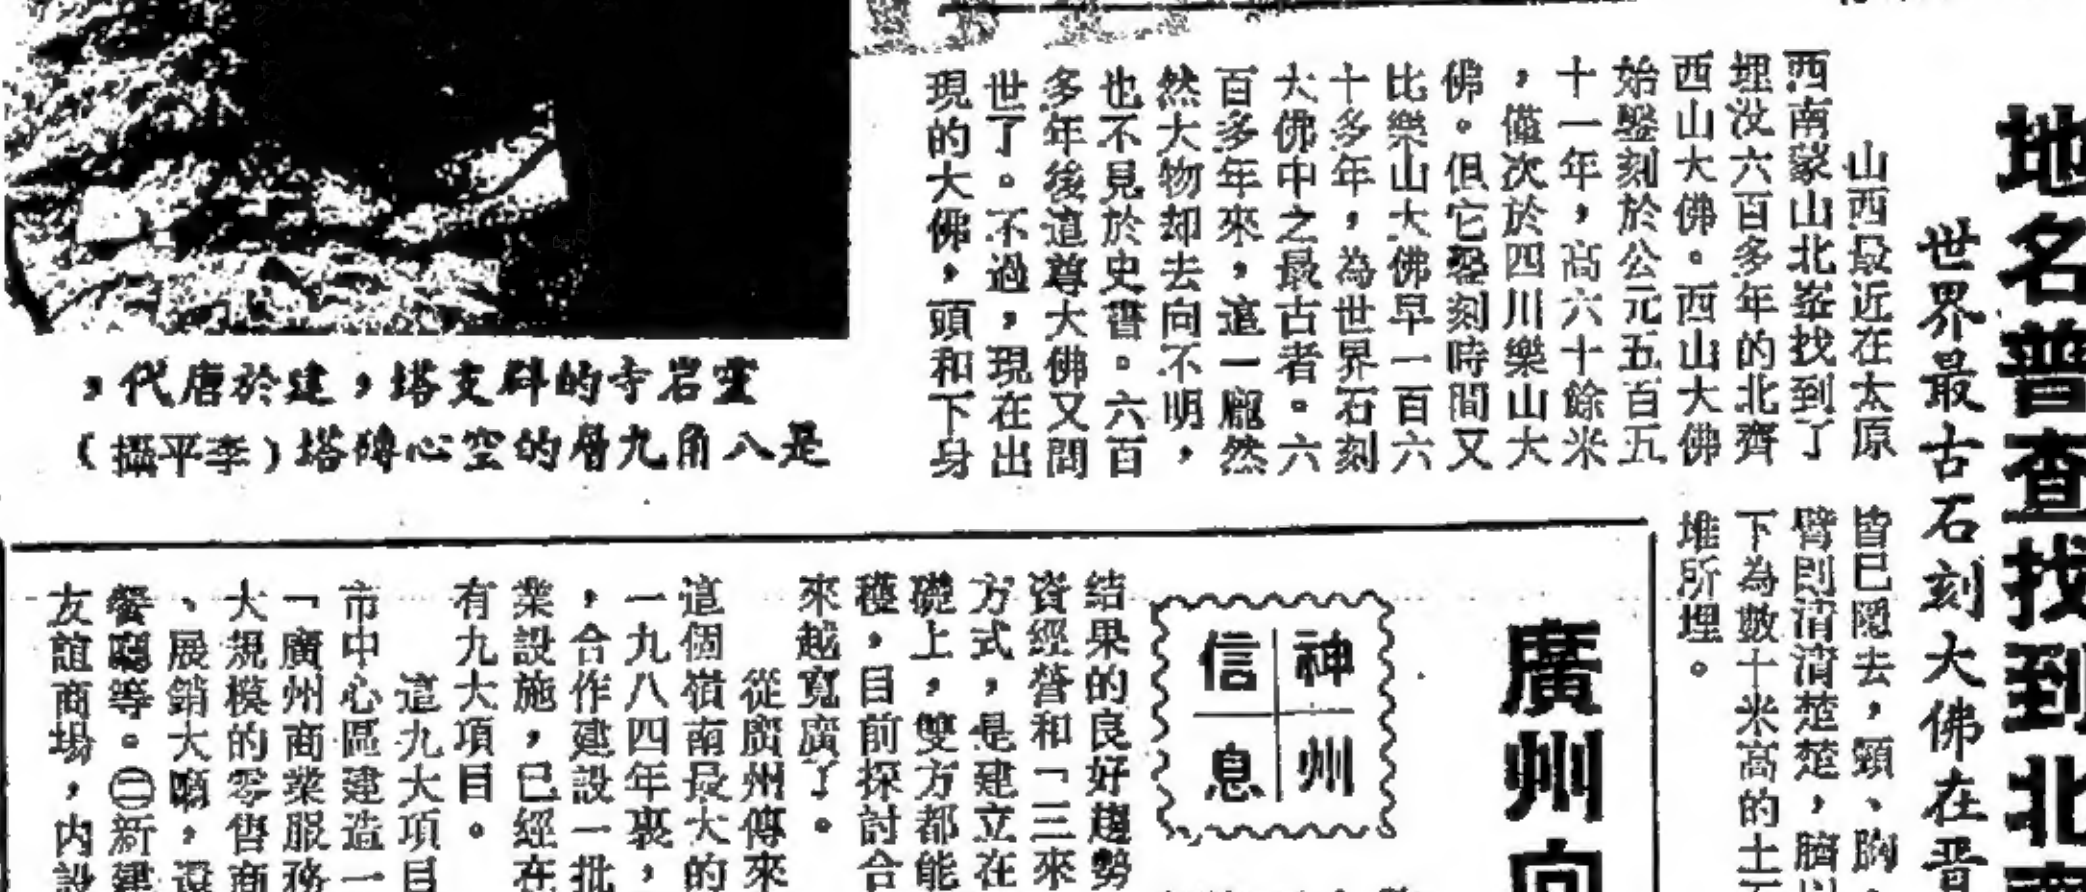 地名普查找到北
世界最古石刻大佛在晋
山西最近在太原
西南蒙山北峯找到了
埋没六百多年的北齊
西山大佛。西山大佛
始鑿刻於公元五百五
十一年，高六十餘米
，僅次於四川樂山大
佛。但它鑿刻時間又
比樂山大佛早一百六
十多年，為世界石刻
大佛中之最古者。六
百多年來，這一龐然
然大物却去向不明，
也不見於史書。六百
多年後這尊大佛又問
世了。不過，現在出
現的大佛，頭和下身
皆已隱去，頸、胸、
臂則清清楚楚，臍以
下為數十米高的土石
堆所埋。
靈岩寺的辟支塔，建於唐代，
是八角九層的空心磚塔（李平攝）
廣州向
神州
信息
結果的良好趨勢
資經營和「三來
方式，是建立在
礎上，雙方都能
穫，目前探討合
來越寬廣了。
從廣州傳來
這個嶺南最大的
一九八四年裏，
，合作建設一批
業設施，已經在
有九大項目。
這九大項目
市中心區建造一
「廣州商業服務
大規模的零售商
、展銷大廳，還
餐廳等。㊁新建
友誼商場，内設